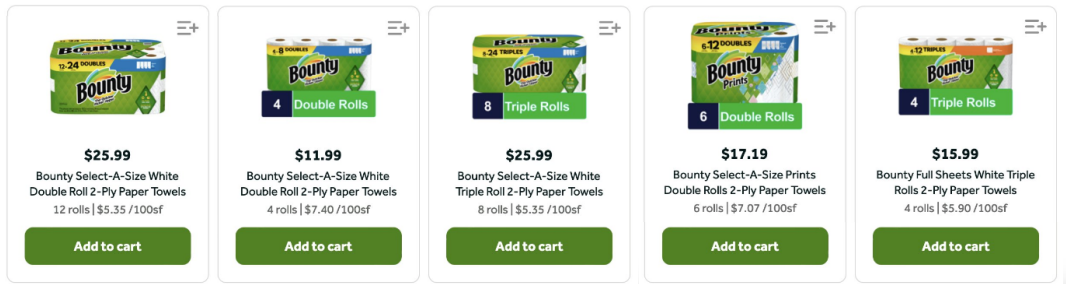 12=24 DOUBLES
Bounty
$25.99
Bounty Select-A-Size White
Double Roll 2-Ply Paper Towels
12 rolls | $5.35 /100sf
Add to cart
=8 DOUBLES
Bounty
4 Double Rolls
$11.99
Bounty Select-A-Size White
Double Roll 2-Ply Paper Towels
4 rolls | $7.40 /100sf
Add to cart
Bounty
=24 TRIPLES
Bounty
8 Triple Rolls
$25.99
Bounty Select-A-Size White
Triple Roll 2-Ply Paper Towels
8 rolls | $5.35 /100sf
Add to cart
6=12 DOUBLES
Bounty
Prints
6 Double Rolls
$17.19
Bounty Select-A-Size Prints
Double Rolls 2-Ply Paper Towels
6 rolls | $7.07 /100sf
Add to cart
=12 TRIPLES
Bounty
4 Triple Rolls
$15.99
Bounty Full Sheets White Triple
Rolls 2-Ply Paper Towels
4 rolls | $5.90 /100sf
Add to cart